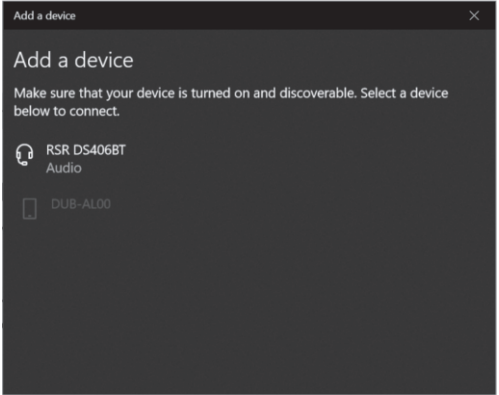 Add a device
Add a device
Make sure that your device is turned on and discoverable. Select a device
below to connect.
RSR DS406BT
Audio
DUB-AL00